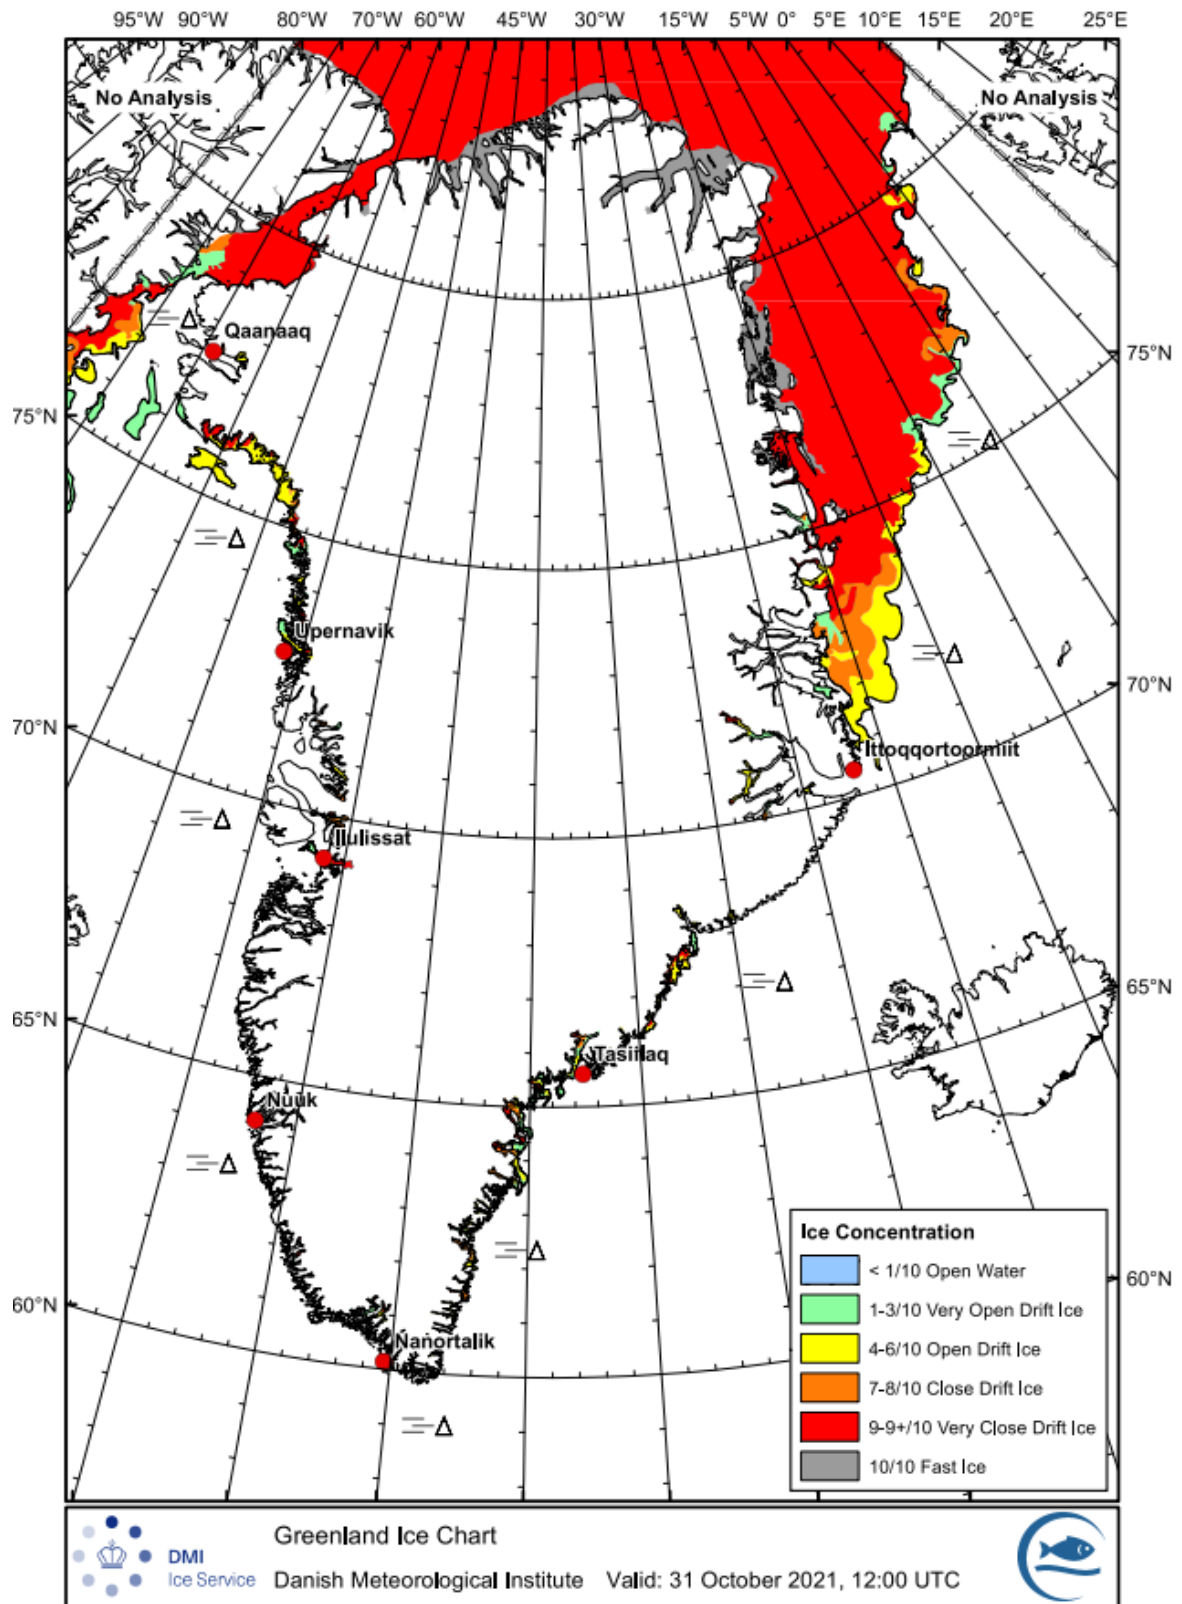 95°W 90°W 80°W 70°W 60°W 45°W 30°W 15°W 5°W 0° 5°E 10°E 15°E 20°E 25°E
No Analysis
No Analysis
Qaanaaq
75°N
75°N
Upernavik
70°N
70°N
Ittoqqortoormiit
Ilulissat
65°N
65°N
Tasiilaq
Nuuk
60°N
60°N
Nanortalik
Ice Concentration
< 1/10 Open Water
1-3/10 Very Open Drift Ice
4-6/10 Open Drift Ice
7-8/10 Close Drift Ice
9-9+/10 Very Close Drift Ice
10/10 Fast Ice
DMI
Ice Service
Greenland Ice Chart
Danish Meteorological Institute Valid: 31 October 2021, 12:00 UTC